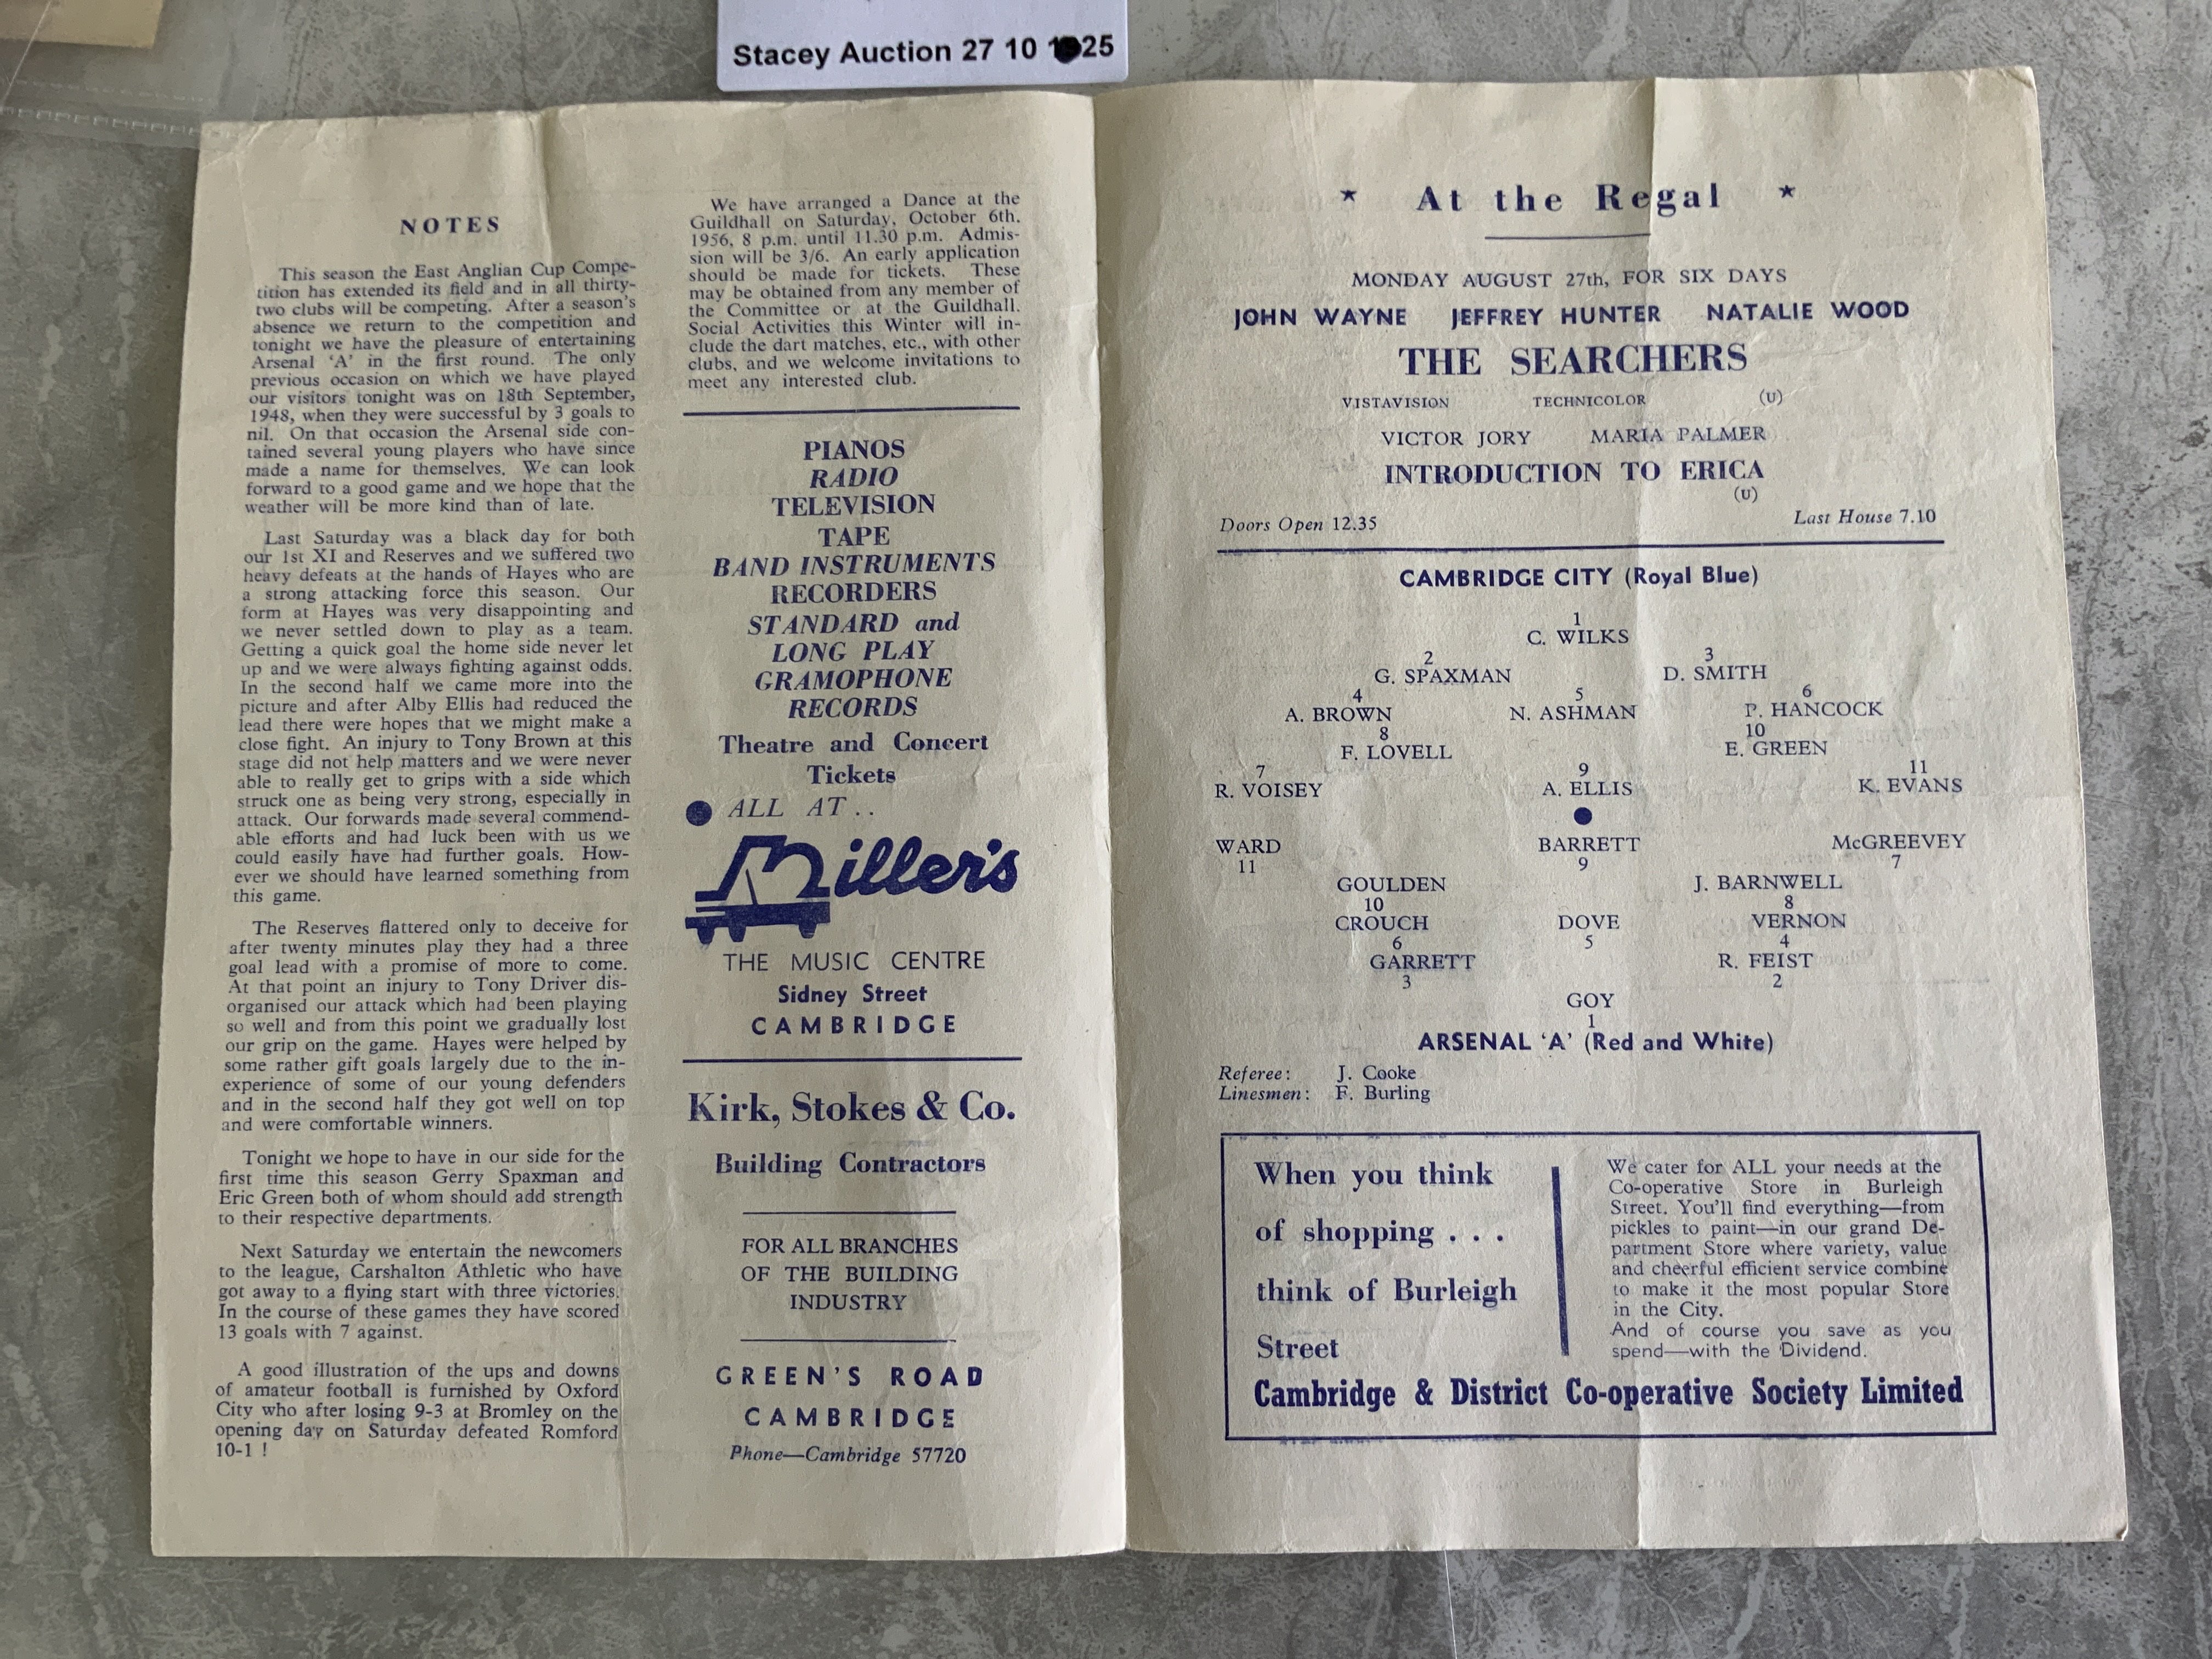 Stacey Auction 27 10 1 25
NOTES
This season the East Anglian Cup Compe-
tition has extended its field and in all thirty-
two clubs will be competing. After a season's
absence we return to the competition and
tonight we have the pleasure of entertaining
Arsenal 'A' in the first round. The only
previous occasion on which we have played
our visitors tonight was on 18th September,
1948, when they were successful by 3 goals to
nil. On that occasion the Arsenal side con-
tained several young players who have since
made a name for themselves. We can look
forward to a good game and we hope that the
weather will be more kind than of late.
Last Saturday was a black day for both
our 1st XI and Reserves and we suffered two
heavy defeats at the hands of Hayes who are
a strong attacking force this season. Our
form at Hayes was very disappointing and
we never settled down to play as a team.
Getting a quick goal the home side never let
up and we were always fighting against odds.
In the second half we came more into the
picture and after Alby Ellis had reduced the
lead there were hopes that we might make a
close fight. An injury to Tony Brown at this
stage did not help matters and we were never
able to really get to grips with a side which
struck one as being very strong, especially in
attack. Our forwards made several commend-
able efforts and had luck been with us we
could easily have had further goals. How-
ever we should have learned something from
this game.
The Reserves flattered only to deceive for
after twenty minutes play they had a three
goal lead with a promise of more to come.
At that point an injury to Tony Driver dis-
organised our attack which had been playing
so well and from this point we gradually lost
our grip on the game. Hayes were helped by
some rather gift goals largely due to the in-
experience of some of our young defenders
and in the second half they got well on top
and were comfortable winners.
Tonight we hope to have in our side for the
first time this season Gerry Spaxman and
Eric Green both of whom should add strength
to their respective departments.
Next Saturday we entertain the newcomers
to the league, Carshalton Athletic who have
got away to a flying start with three victories.
In the course of these games they have scored
13 goals with 7 against.
A good illustration of the ups and downs
of amateur football is furnished by Oxford
City who after losing 9-3 at Bromley on the
opening day on Saturday defeated Romford
10-1 !
We have arranged a Dance at the
Guildhall on Saturday, October 6th,
1956, 8 p.m. until 11.30 p.m. Admis-
sion will be 3/6. An early application
should be made for tickets. These
may be obtained from any member of
the Committee or at the Guildhall.
Social Activities this Winter will in-
clude the dart matches, etc., with other
clubs, and we welcome invitations to
meet any interested club.
PIANOS
RADIO
TELEVISION
TAPE
BAND INSTRUMENTS
RECORDERS
STANDARD and
LONG PLAY
GRAMOPHONE
RECORDS
Theatre and Concert
Tickets
ALL AT . .
Miller's
THE MUSIC CENTRE
Sidney Street
CAMBRIDGE
Kirk, Stokes & Co.
Building Contractors
FOR ALL BRANCHES
OF THE BUILDING
INDUSTRY
GREEN'S ROAD
CAMBRIDGE
Phone—Cambridge 57720
* At the Regal *
MONDAY AUGUST 27th, FOR SIX DAYS
JOHN WAYNE JEFFREY HUNTER NATALIE WOOD
THE SEARCHERS
VISTAVISION TECHNICOLOR (U)
VICTOR JORY MARIA PALMER
INTRODUCTION TO ERICA
(U)
Doors Open 12.35 Last House 7.10
CAMBRIDGE CITY (Royal Blue)
1
C. WILKS
2 3
G. SPAXMAN D. SMITH
4 5 6
A. BROWN N. ASHMAN P. HANCOCK
8 10
F. LOVELL E. GREEN
7 9 11
R. VOISEY A. ELLIS K. EVANS
WARD BARRETT McGREEVEY
11 9 7
GOULDEN J. BARNWELL
10 8
CROUCH DOVE VERNON
6 5 4
GARRETT R. FEIST
3 2
GOY
1
ARSENAL 'A' (Red and White)
Referee: J. Cooke
Linesmen: F. Burling
When you think
of shopping . . .
think of Burleigh
Street
We cater for ALL your needs at the
Co-operative Store in Burleigh
Street. You'll find everything—from
pickles to paint—in our grand De-
partment Store where variety, value
and cheerful efficient service combine
to make it the most popular Store
in the City.
And of course you save as you
spend—with the Dividend.
Cambridge & District Co-operative Society Limited